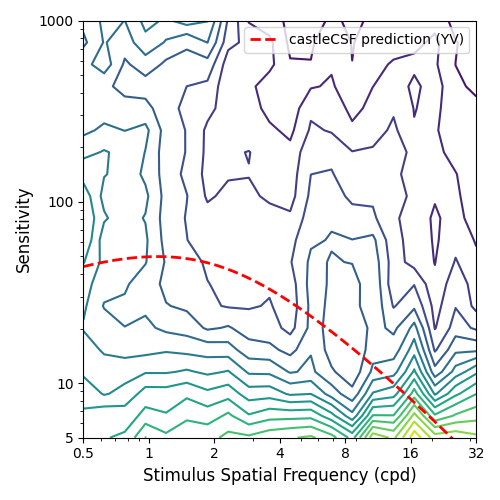 1000
castleCSF prediction (YV)
100
Sensitivity
10
5
0.5 1 2 4 8 16 32
Stimulus Spatial Frequency (cpd)